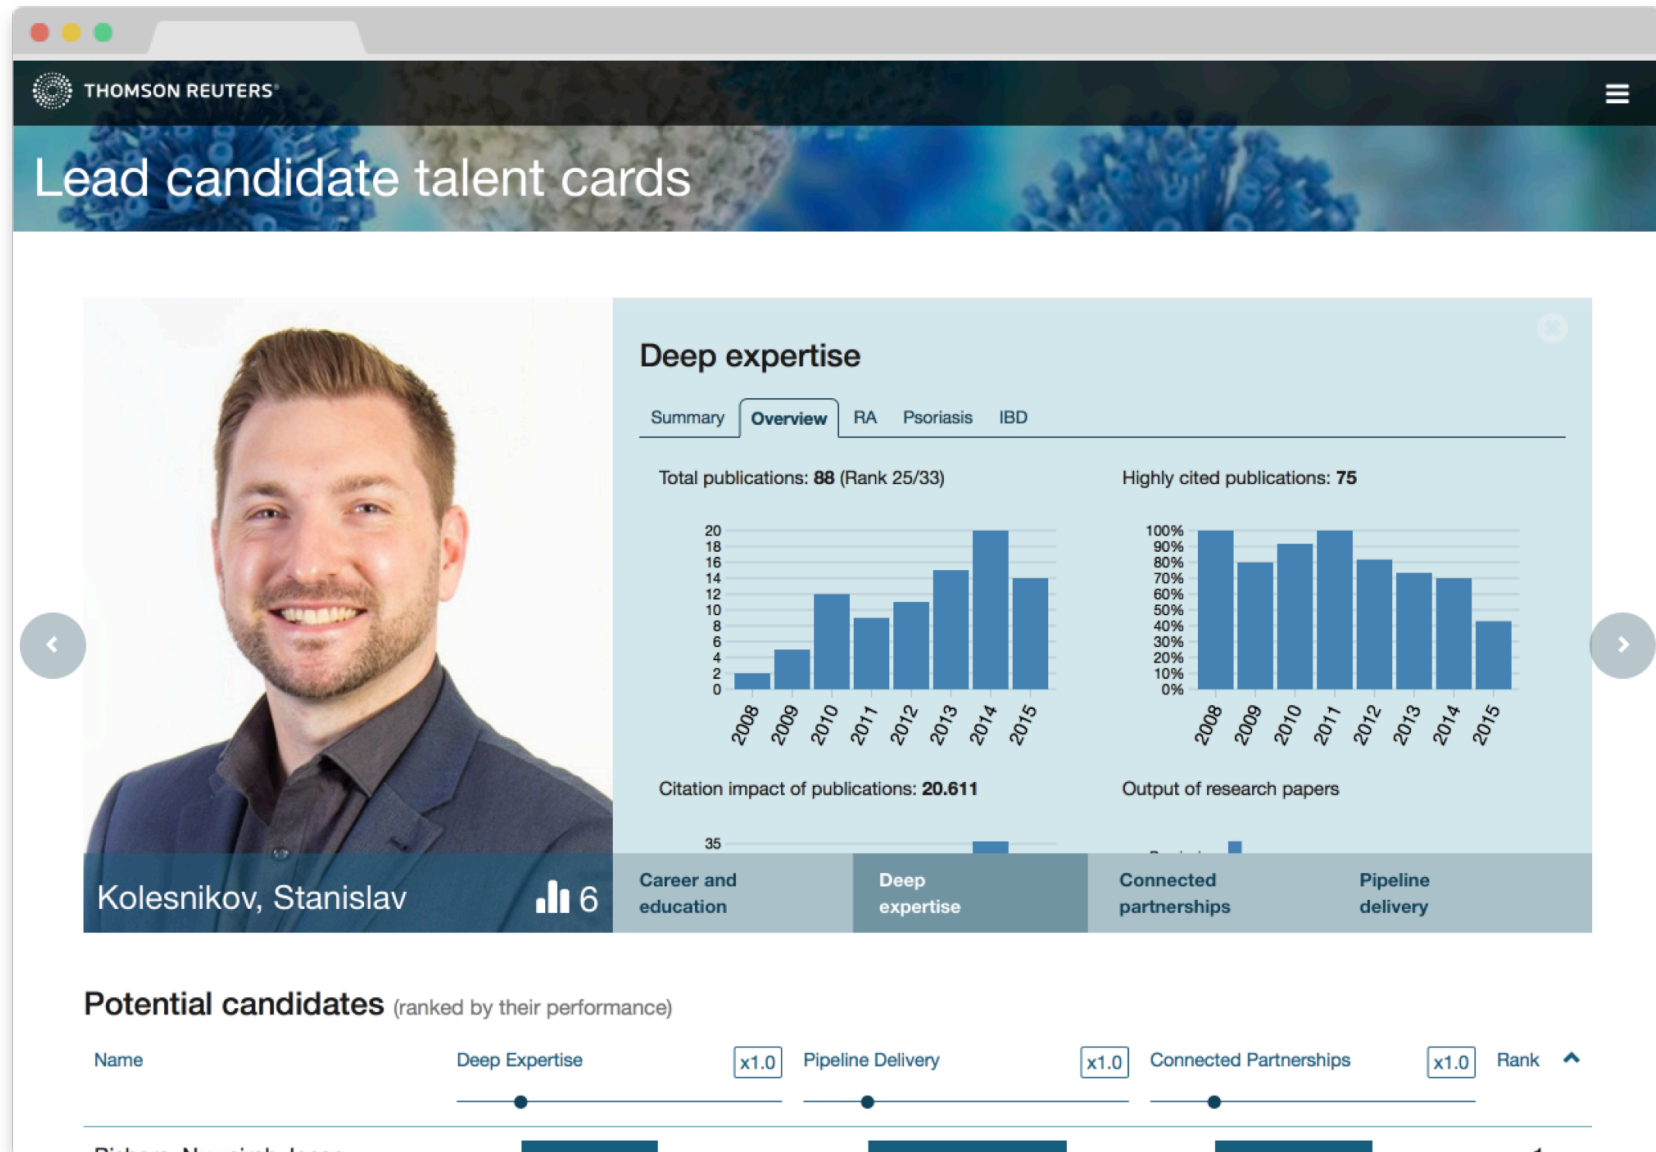 THOMSON REUTERS®
Lead candidate talent cards
Deep expertise
Summary Overview RA Psoriasis IBD
Total publications: 88 (Rank 25/33)
20
18
16
14
12
10
8
6
4
2
0
2008 2009 2010 2011 2012 2013 2014 2015
Highly cited publications: 75
100%
90%
80%
70%
60%
50%
40%
30%
20%
10%
0%
2008 2009 2010 2011 2012 2013 2014 2015
Citation impact of publications: 20.611
35
Output of research papers
Kolesnikov, Stanislav 6
Career and education
Deep expertise
Connected partnerships
Pipeline delivery
Potential candidates (ranked by their performance)
Name Deep Expertise x1.0 Pipeline Delivery x1.0 Connected Partnerships x1.0 Rank